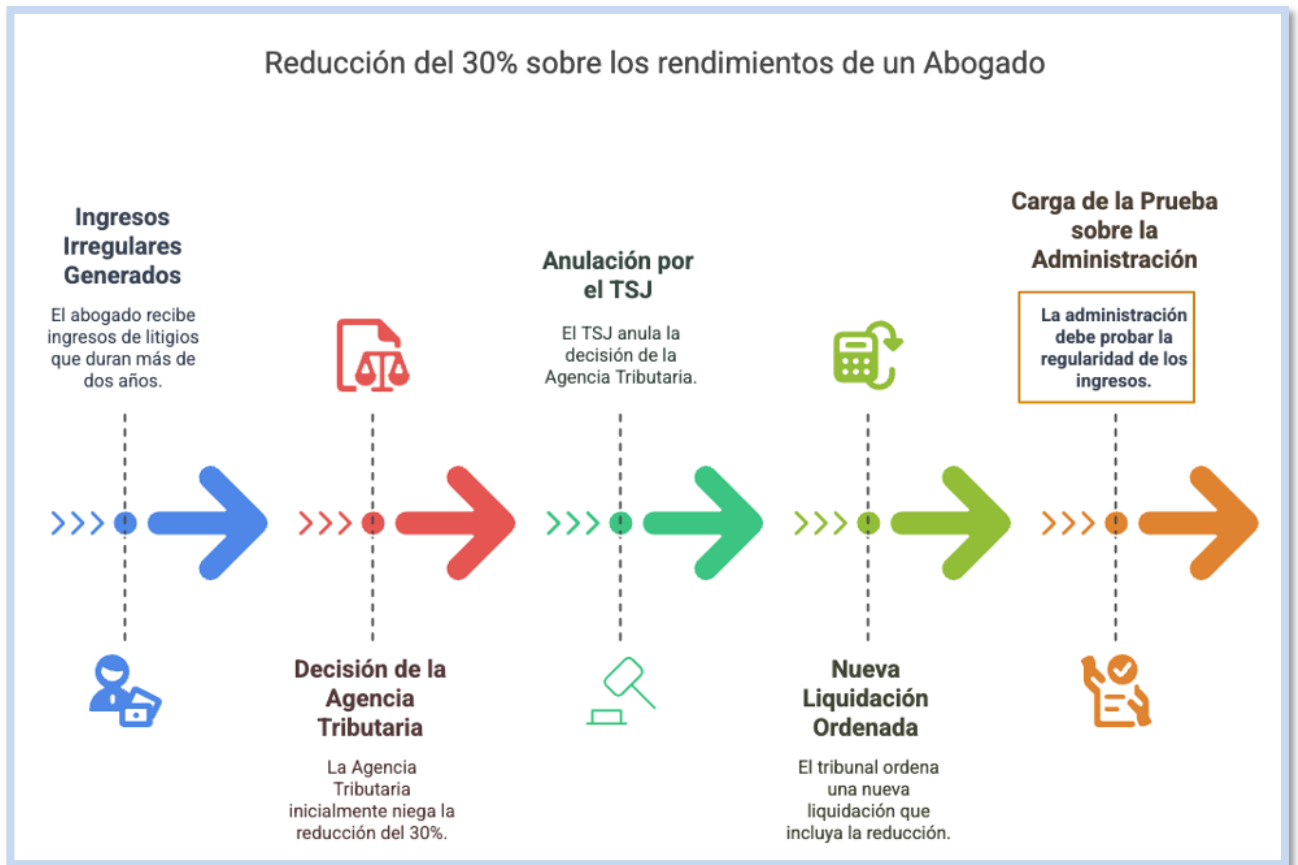 Reducción del 30% sobre los rendimientos de un Abogado
Ingresos
Irregulares
Generados
El abogado recibe
ingresos de litigios
que duran más de
dos años.
Decisión de la
Agencia
Tributaria
La Agencia
Tributaria
inicialmente niega la
reducción del 30%.
Anulación por
el TSJ
El TSJ anula la
decisión de la
Agencia Tributaria.
Nueva
Liquidación
Ordenada
El tribunal ordena
una nueva
liquidación que
incluya la reducción.
Carga de la Prueba
sobre la
Administración
La administración
debe probar la
regularidad de los
ingresos.